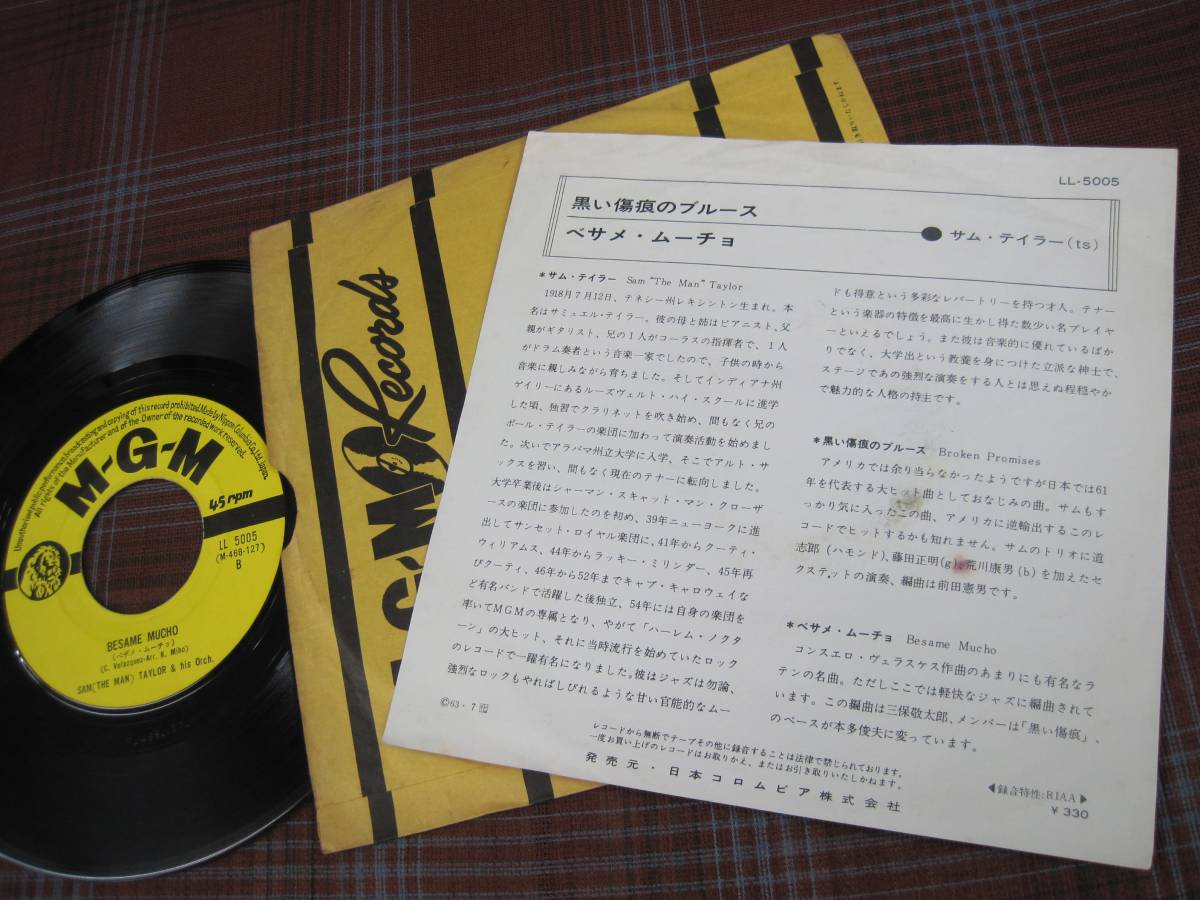 LL-5005
黒い傷痕のブルース
ベサメ・ムーチョ
サム・テイラー(ts)
*サム・テイラー Sam "The Man" Taylor
1918月7月12日、テネシー州レキシントン生まれ。本
名はサミュエル・テイラー。彼の母と姉はピアニスト、父
親がギタリスト、兄の1人がコーラスの指揮者で、1人
がドラム奏者という音楽一家でしたので、子供の時から
音楽に親しみながら育ちました。そしてインディアナ州
ゲイリーにあるルーズヴェルト・ハイ・スクールに進学
した頃、独習でクラリネットを吹き始め、間もなく兄の
ポール・テイラーの楽団に加わって演奏活動を始めまし
た。次いでアラバマ州立大学に入学、そこでアルト・サ
ックスを習い、間もなく現在のテナーに転向しました。
大学卒業後はシャーマン・スキャット・マン・クローザ
ースの楽団に参加したのを初め、39年ニューヨークに進
出してサンセット・ロイヤル楽団に、41年からクーティ・
ウィリアムス、44年からラッキー・ミリンダー、45年再
びクーティ、46年から52年までキャブ・キャロウェイな
ど有名バンドで活躍した後独立、54年には自身の楽団を
率いてMGMの専属となり、やがて「ハーレム・ノクタ
ーン」の大ヒット、それに当時流行を始めていたロック
のレコードで一躍有名になりました。彼はジャズは勿論、
強烈なロックもやればしびれるような甘い官能的なムー
ドも得意という多彩なレパートリーを持つ才人。テナー
という楽器の特徴を最高に生かし得た数少い名プレイヤ
ーといえるでしょう。また彼は音楽的に優れているばか
りでなく、大学出という教養を身につけた立派な紳士で、
ステージであの強烈な演奏をする人とは思えぬ程穏やか
で魅力的な人格の持主です。
*黒い傷痕のブルース Broken Promises
アメリカでは余り当らなかったようですが日本では61
年を代表する大ヒット曲としておなじみの曲。サムもす
っかり気に入ったこの曲、アメリカに逆輸出するこのレ
コードでヒットするかも知れません。サムのトリオに道
志郎(ハモンド)、藤田正明(g)、荒川康男(b)を加えたセ
クステットの演奏、編曲は前田憲男です。
*ベサメ・ムーチョ Besame Mucho
コンスエロ・ヴェラスケス作曲のあまりにも有名なラ
テンの名曲。ただしここでは軽快なジャズに編曲されて
います。この編曲は三保敬太郎、メンバーは「黒い傷痕」、
のベースが本多俊夫に変っています。
©63・7
レコードから無断でテープその他に録音することは法律で禁じられております。
一度お買い上げのレコードはお取りかえ、またはお引き取りいたしかねます。
発売元・日本コロムビア株式会社
◀録音特性:RIAA▶
¥330
Records
Unauthorised public performance, broadcasting and copying of this record prohibited. Made by Nippon Columbia Co., Ltd. Japan.
All rights of the Manufacturer and of the Owner of the recorded work reserved.
M-G-M
45 rpm
LL 5005
(M-468-127)
B
BESAME MUCHO
(ベサメ・ムーチョ)
(C. Velazquez-Arr. K. Miho)
SAM (THE MAN) TAYLOR & his Orch.